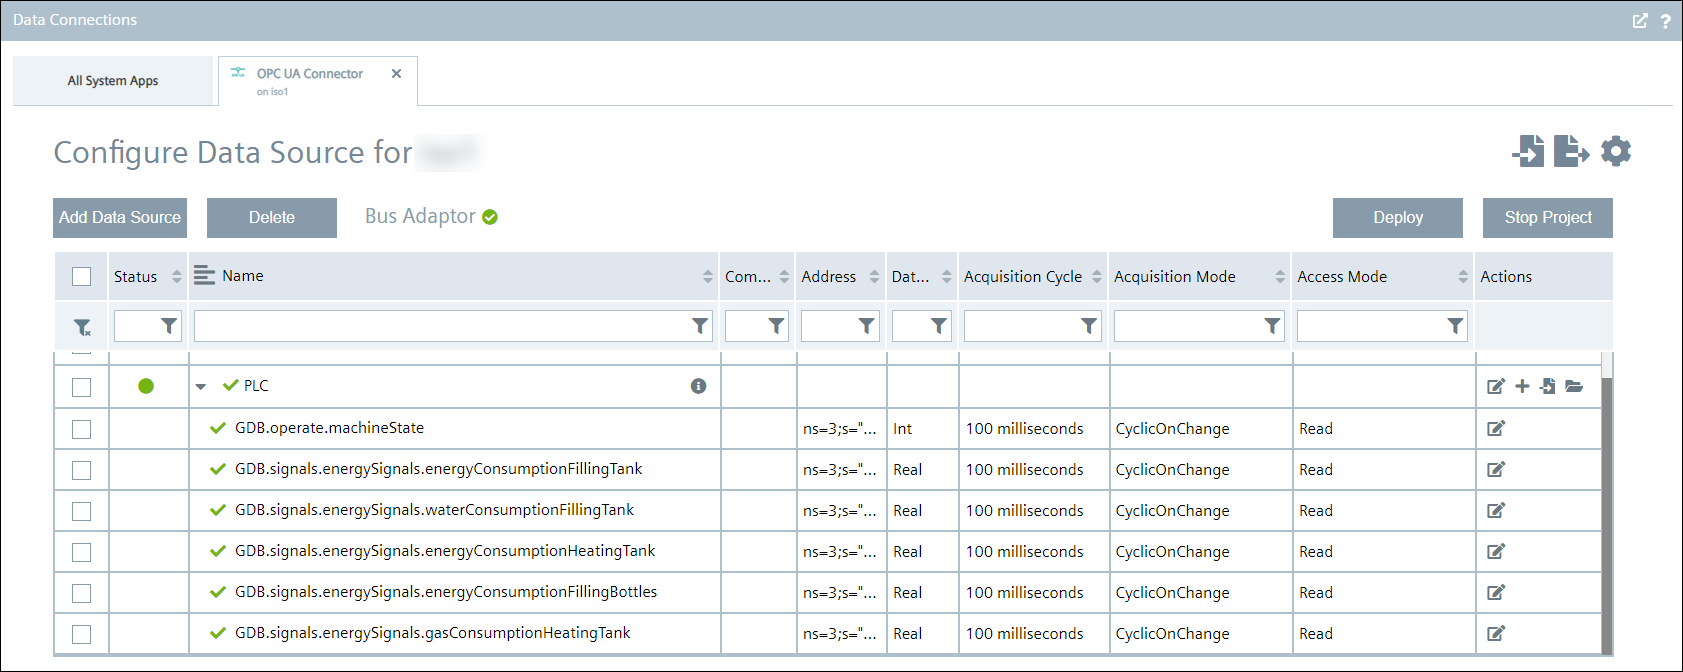 Data Connections
All System Apps
OPC UA Connector
on iso1
Configure Data Source for
Add Data Source Delete Bus Adaptor Deploy Stop Project
Status Name Com... Address Dat... Acquisition Cycle Acquisition Mode Access Mode Actions
PLC
GDB.operate.machineState ns=3;s="... Int 100 milliseconds CyclicOnChange Read
GDB.signals.energySignals.energyConsumptionFillingTank ns=3;s="... Real 100 milliseconds CyclicOnChange Read
GDB.signals.energySignals.waterConsumptionFillingTank ns=3;s="... Real 100 milliseconds CyclicOnChange Read
GDB.signals.energySignals.energyConsumptionHeatingTank ns=3;s="... Real 100 milliseconds CyclicOnChange Read
GDB.signals.energySignals.energyConsumptionFillingBottles ns=3;s="... Real 100 milliseconds CyclicOnChange Read
GDB.signals.energySignals.gasConsumptionHeatingTank ns=3;s="... Real 100 milliseconds CyclicOnChange Read